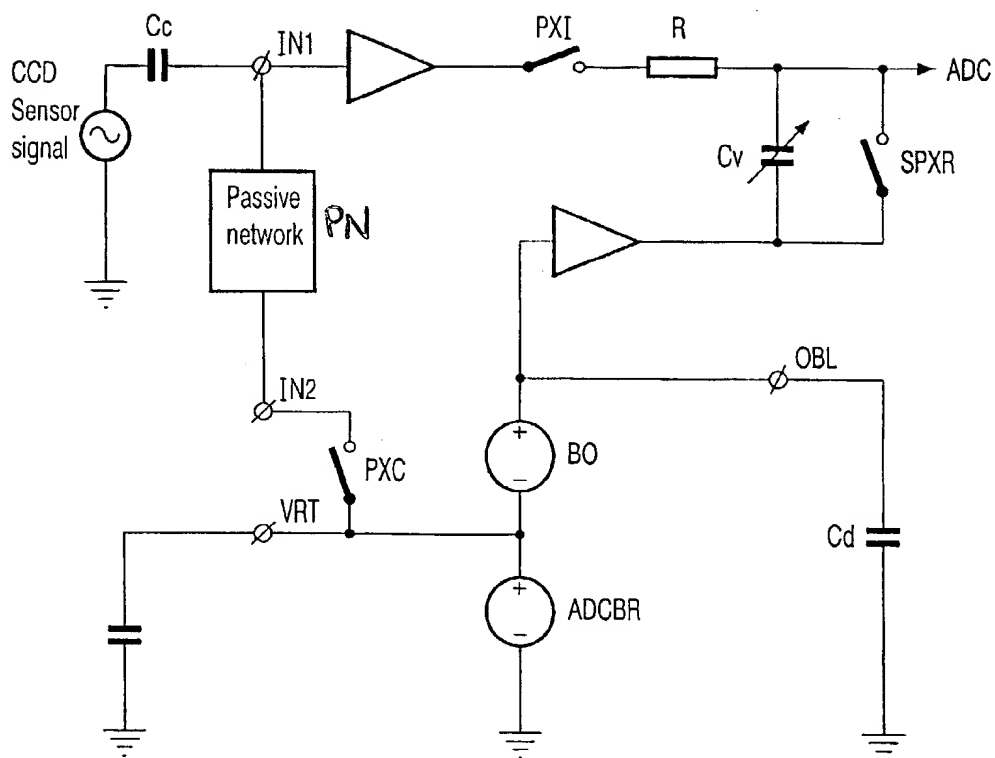 Cc
IN1
PXI
R
ADC
CCD
Sensor
signal
Cv
SPXR
Passive
network
PN
OBL
IN2
+
BO
−
PXC
VRT
Cd
+
ADCBR
−